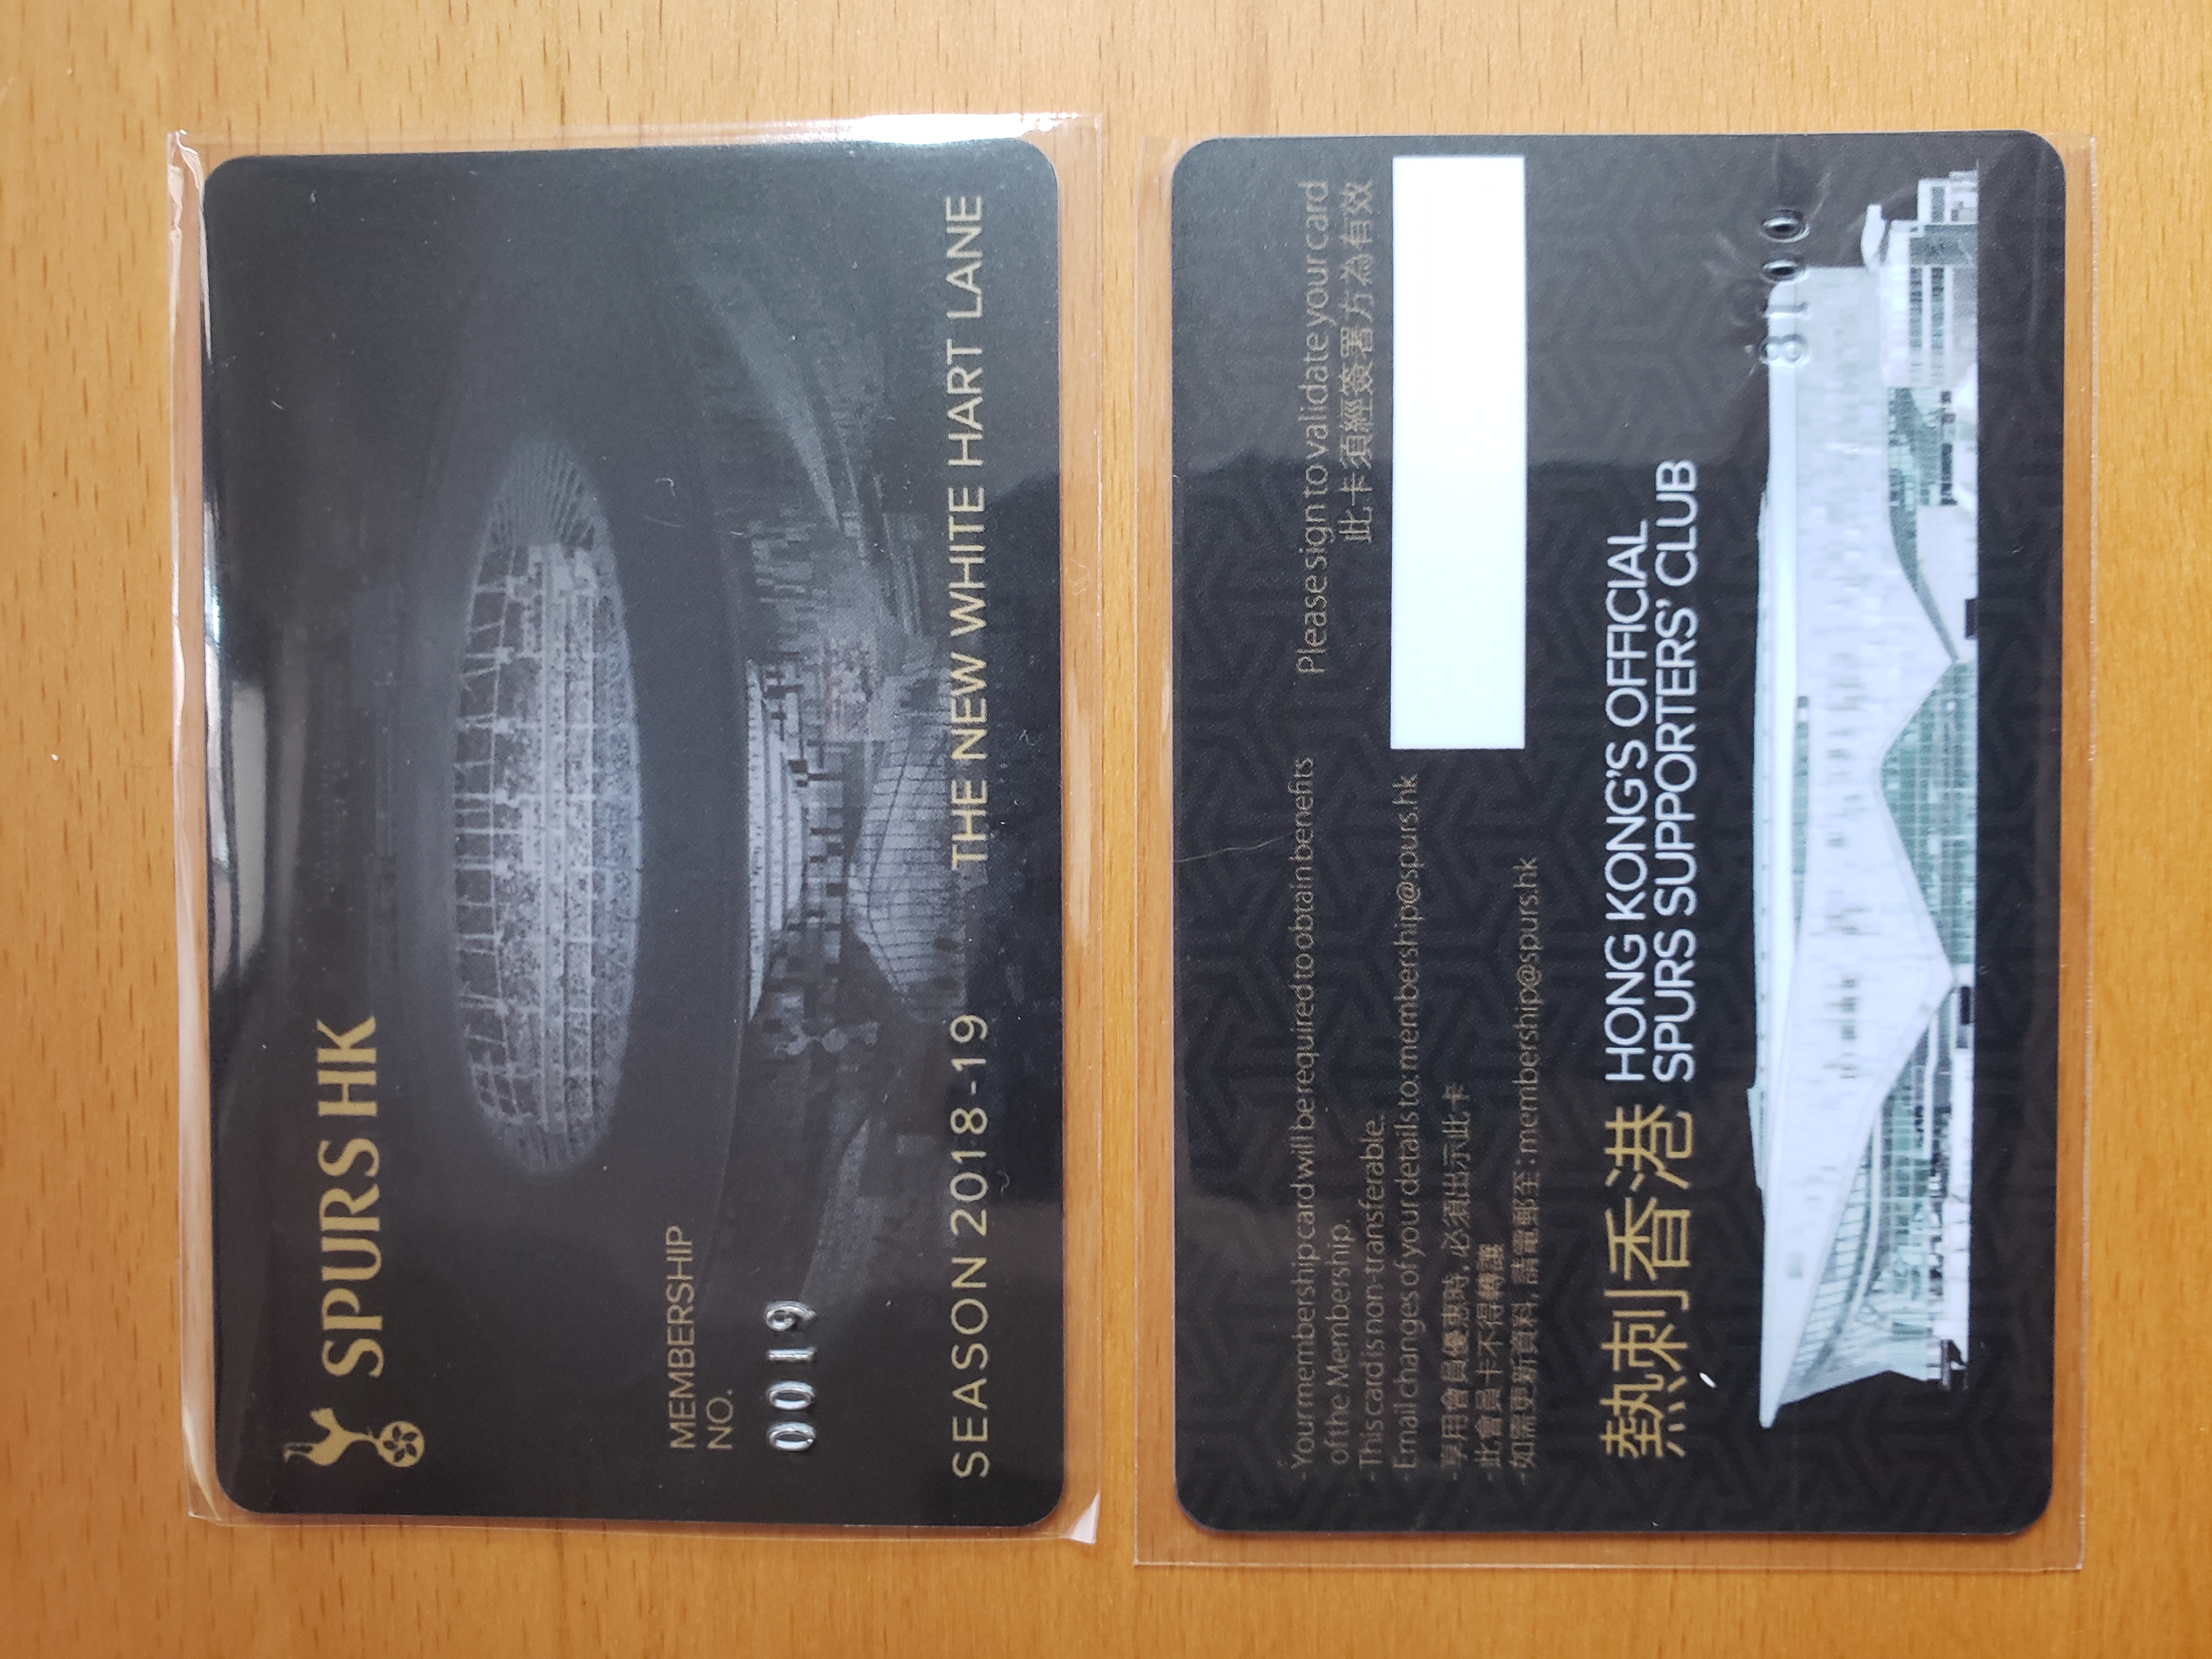 SPURS HK
MEMBERSHIP
NO.
0019
SEASON 2018-19
THE NEW WHITE HART LANE
-Your membership card will be required to obtain benefits
of the Membership.
-This card is non-transferable.
-Email changes of your details to: membership@spurs.hk
-享用會員優惠時,必須出示此卡
-此會員卡不得轉讓
-如需更新資料,請電郵至:membership@spurs.hk
Please sign to validate your card
此卡須經簽署方為有效
熱刺香港
HONG KONG'S OFFICIAL
SPURS SUPPORTERS' CLUB
8100